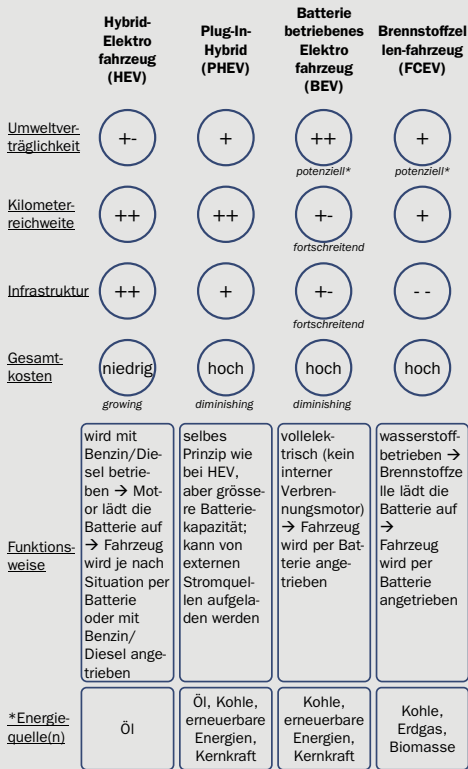 Hybrid-
Elektro
fahrzeug
(HEV)
Plug-In-
Hybrid
(PHEV)
Batterie
betriebenes
Elektro
fahrzeug
(BEV)
Brennstoffzel
len-fahrzeug
(FCEV)
Umweltver-
träglichkeit
+-
+
++
potenziell*
+
potenziell*
Kilometer-
reichweite
++
++
+-
fortschreitend
+
Infrastruktur
++
+
+-
fortschreitend
- -
Gesamt-
kosten
niedrig
growing
hoch
diminishing
hoch
diminishing
hoch
Funktions-
weise
wird mit
Benzin/Die-
sel betrie-
ben → Mot-
or lädt die
Batterie auf
→ Fahrzeug
wird je nach
Situation per
Batterie
oder mit
Benzin/
Diesel ange-
trieben
selbes
Prinzip wie
bei HEV,
aber grösse-
re Batterie-
kapazität;
kann von
externen
Stromquel-
len aufgela-
den werden
vollelek-
trisch (kein
interner
Verbren-
nungsmotor)
→ Fahrzeug
wird per Bat-
terie ange-
trieben
wasserstoff-
betrieben →
Brennstoffze
lle lädt die
Batterie auf
→
Fahrzeug
wird per
Batterie
angetrieben
*Energie-
quelle(n)
Öl
Öl, Kohle,
erneuerbare
Energien,
Kernkraft
Kohle,
erneuerbare
Energien,
Kernkraft
Kohle,
Erdgas,
Biomasse